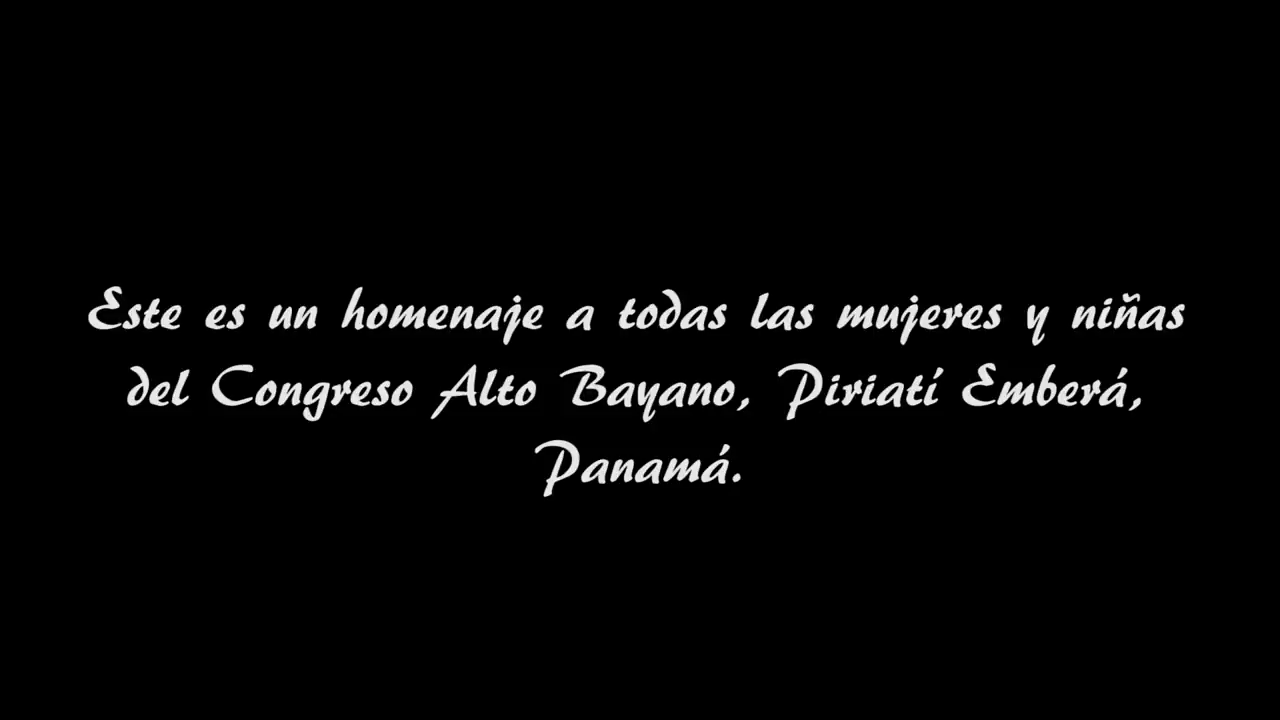 Este es un homenaje a todas las mujeres y niñas
del Congreso Alto Bayano, Piriatí Emberá,
Panamá.